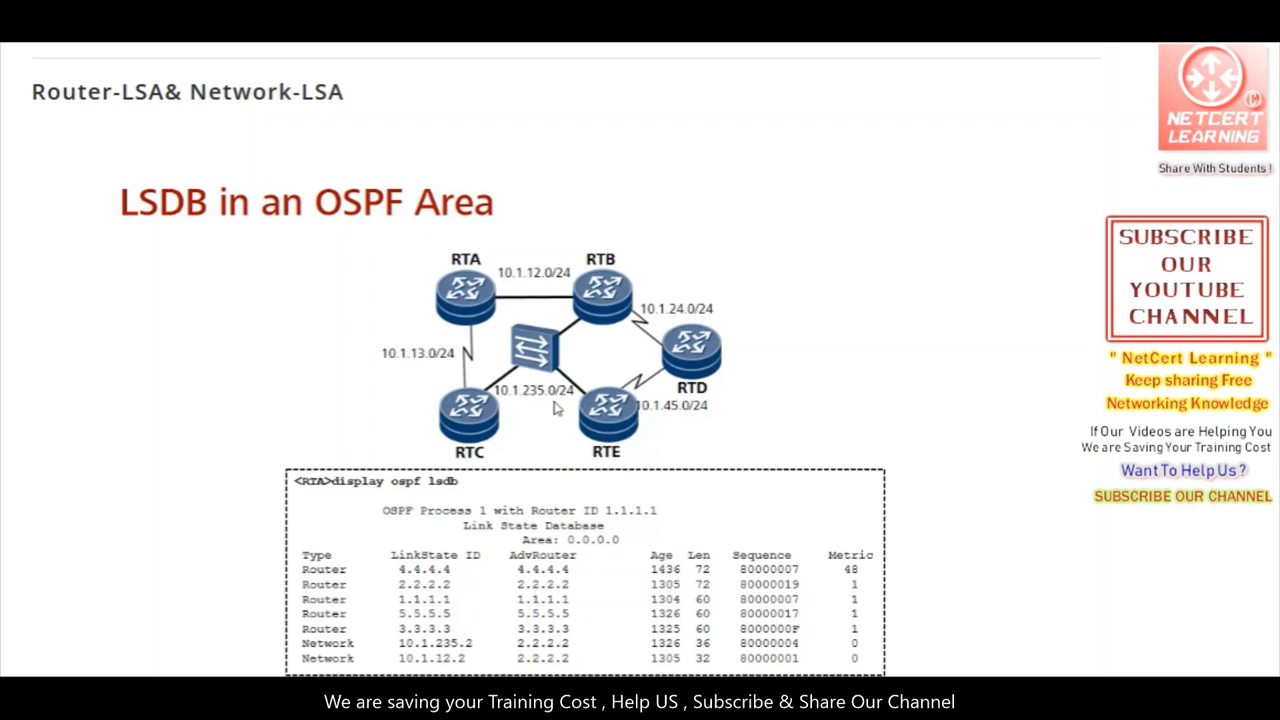 Router-LSA& Network-LSA
LSDB in an OSPF Area
RTA
RTB
10.1.12.0/24
10.1.24.0/24
10.1.13.0/24
10.1.235.0/24
RTD
10.1.45.0/24
RTC
RTE
<RTA>display ospf lsdb
OSPF Process 1 with Router ID 1.1.1.1
Link State Database
Area: 0.0.0.0
Type LinkState ID AdvRouter Age Len Sequence Metric
Router 4.4.4.4 4.4.4.4 1436 72 80000007 48
Router 2.2.2.2 2.2.2.2 1305 72 80000019 1
Router 1.1.1.1 1.1.1.1 1304 60 80000007 1
Router 5.5.5.5 5.5.5.5 1326 60 80000017 1
Router 3.3.3.3 3.3.3.3 1325 60 8000000F 1
Network 10.1.235.2 2.2.2.2 1326 36 80000004 0
Network 10.1.12.2 2.2.2.2 1305 32 80000001 0
©
NETCERT
LEARNING
Share With Students !
SUBSCRIBE
OUR
YOUTUBE
CHANNEL
" NetCert Learning "
Keep sharing Free
Networking Knowledge
If Our Videos are Helping You
We are Saving Your Training Cost
Want To Help Us ?
SUBSCRIBE OUR CHANNEL
We are saving your Training Cost , Help US , Subscribe & Share Our Channel